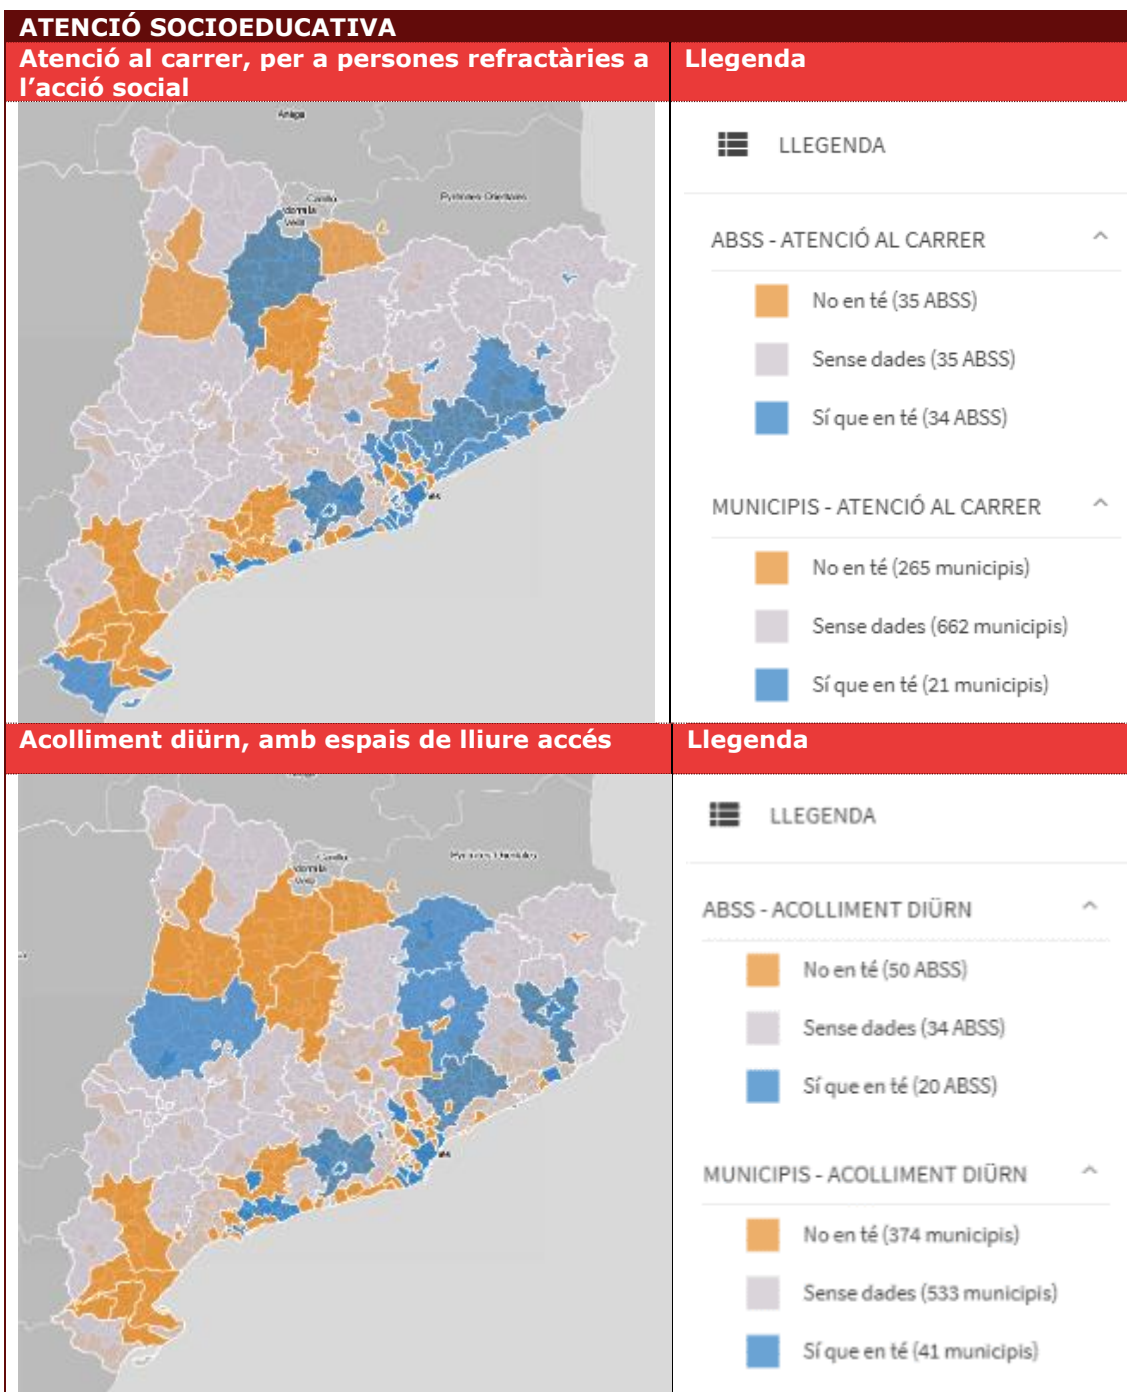 ATENCIÓ SOCIOEDUCATIVA
Atenció al carrer, per a persones refractàries a
l’acció social
Llegenda
Pyrénées Orientales
LLEGENDA
ABSS - ATENCIÓ AL CARRER
No en té (35 ABSS)
Sense dades (35 ABSS)
Sí que en té (34 ABSS)
MUNICIPIS - ATENCIÓ AL CARRER
No en té (265 municipis)
Sense dades (662 municipis)
Sí que en té (21 municipis)
Acolliment diürn, amb espais de lliure accés
Llegenda
Pyrénées Orientales
LLEGENDA
ABSS - ACOLLIMENT DIÜRN
No en té (50 ABSS)
Sense dades (34 ABSS)
Sí que en té (20 ABSS)
MUNICIPIS - ACOLLIMENT DIÜRN
No en té (374 municipis)
Sense dades (533 municipis)
Sí que en té (41 municipis)